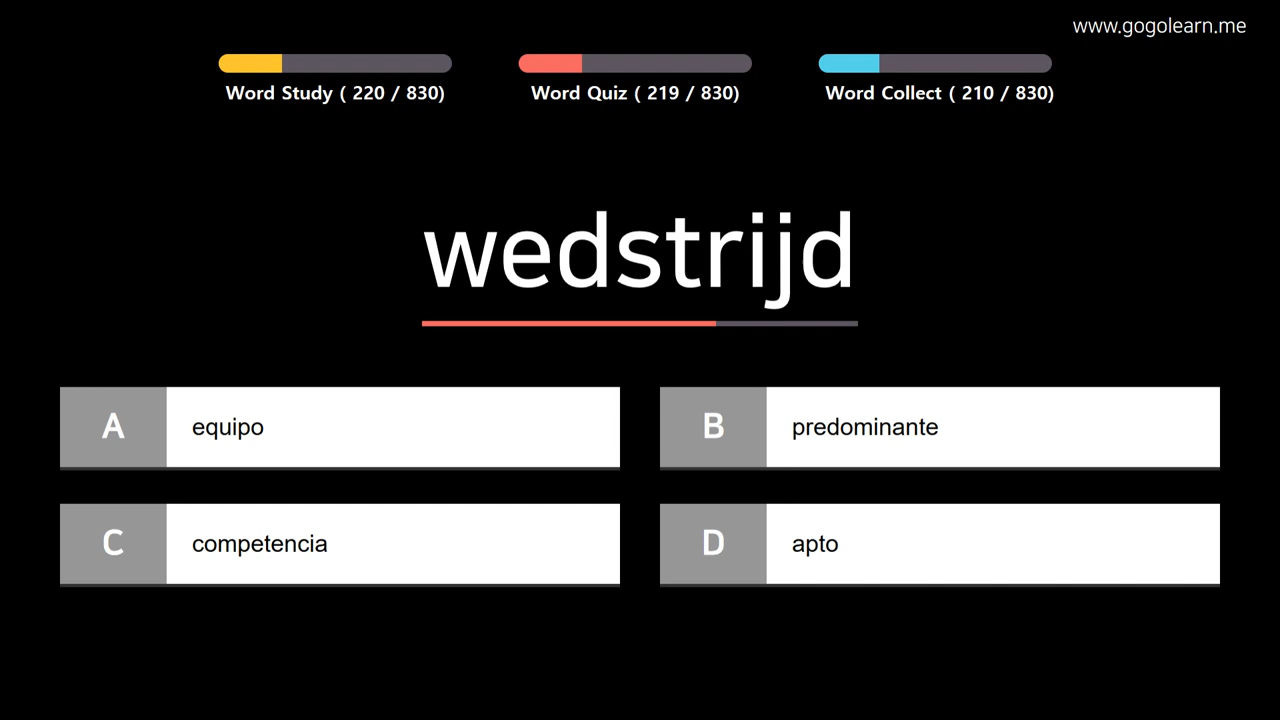 www.gogolearn.me
Word Study ( 220 / 830)
Word Quiz ( 219 / 830)
Word Collect ( 210 / 830)
wedstrijd
A equipo
B predominante
C competencia
D apto